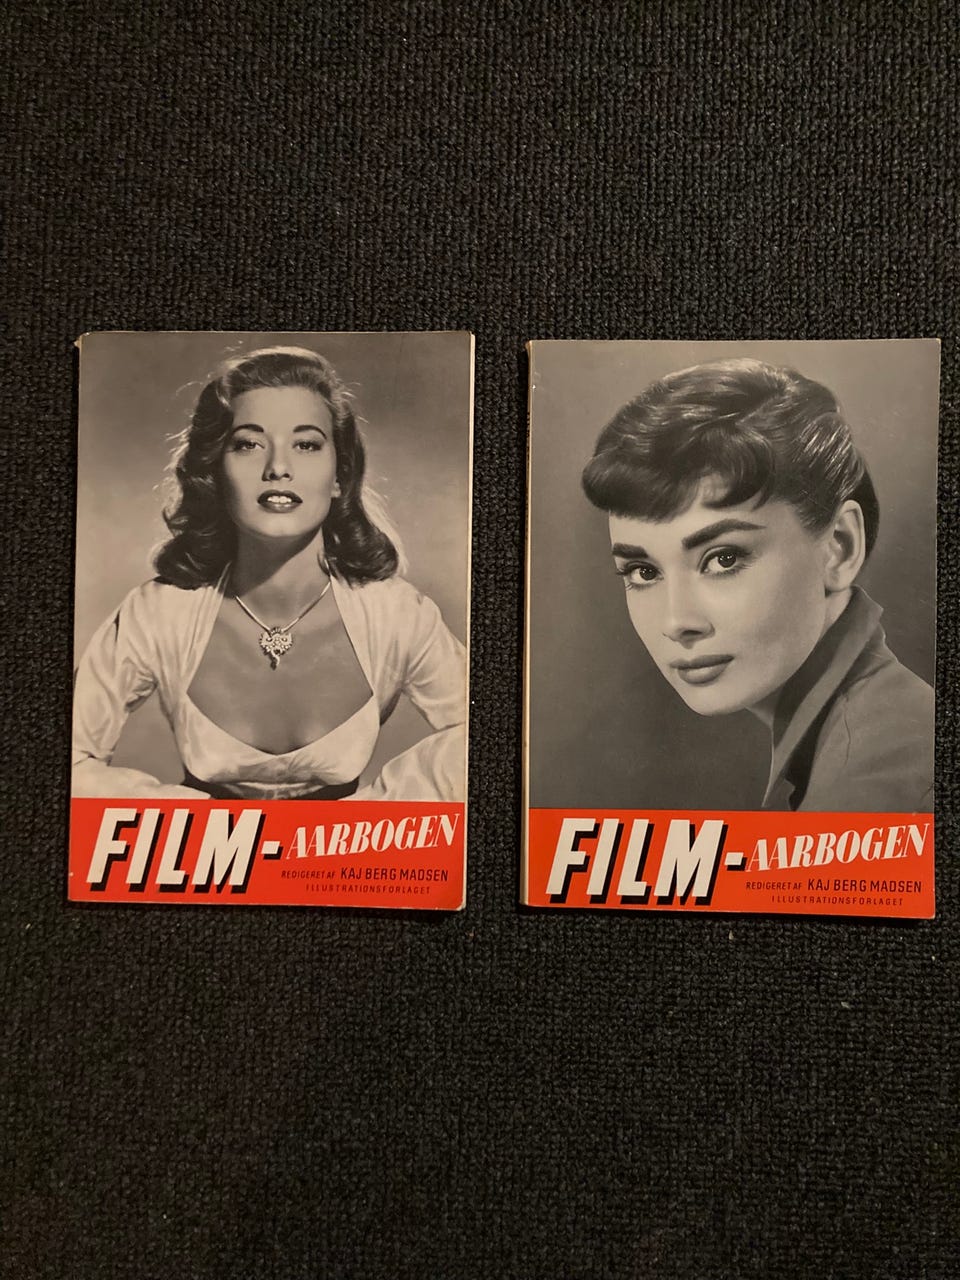 FILM-AARBOGEN
REDIGERET AF KAJ BERG MADSEN
ILLUSTRATIONSFORLAGET
FILM-AARBOGEN
REDIGERET AF KAJ BERG MADSEN
ILLUSTRATIONSFORLAGET